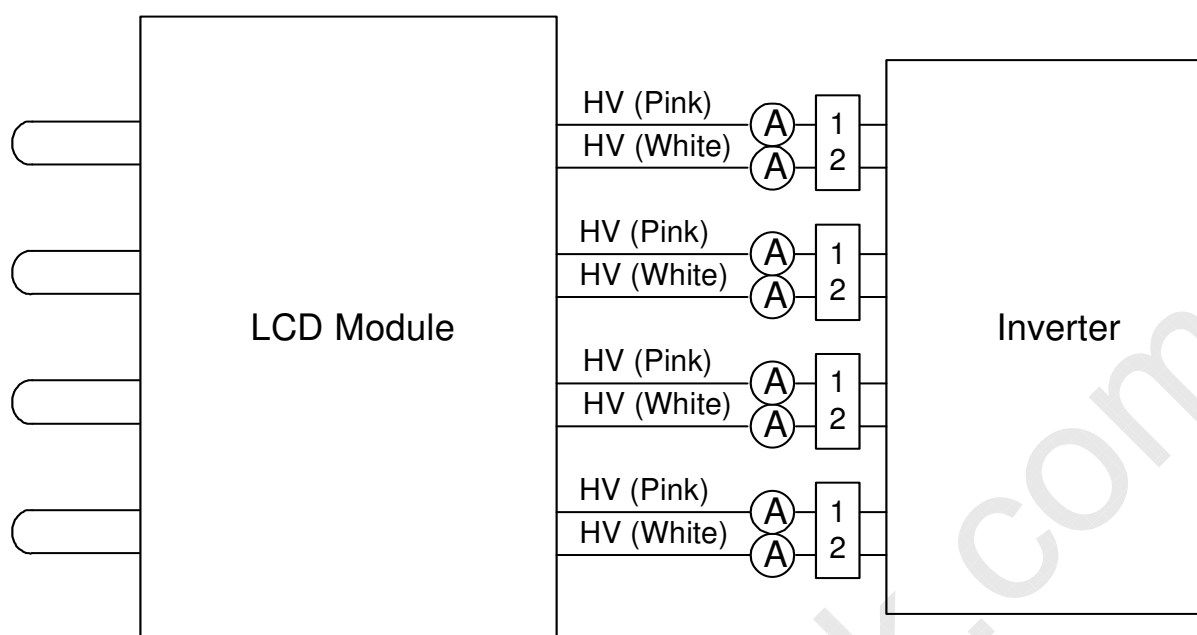 HV (Pink)
A
1
HV (White)
A
2
HV (Pink)
A
1
HV (White)
A
2
LCD Module
Inverter
HV (Pink)
A
1
HV (White)
A
2
HV (Pink)
A
1
HV (White)
A
2
k.com